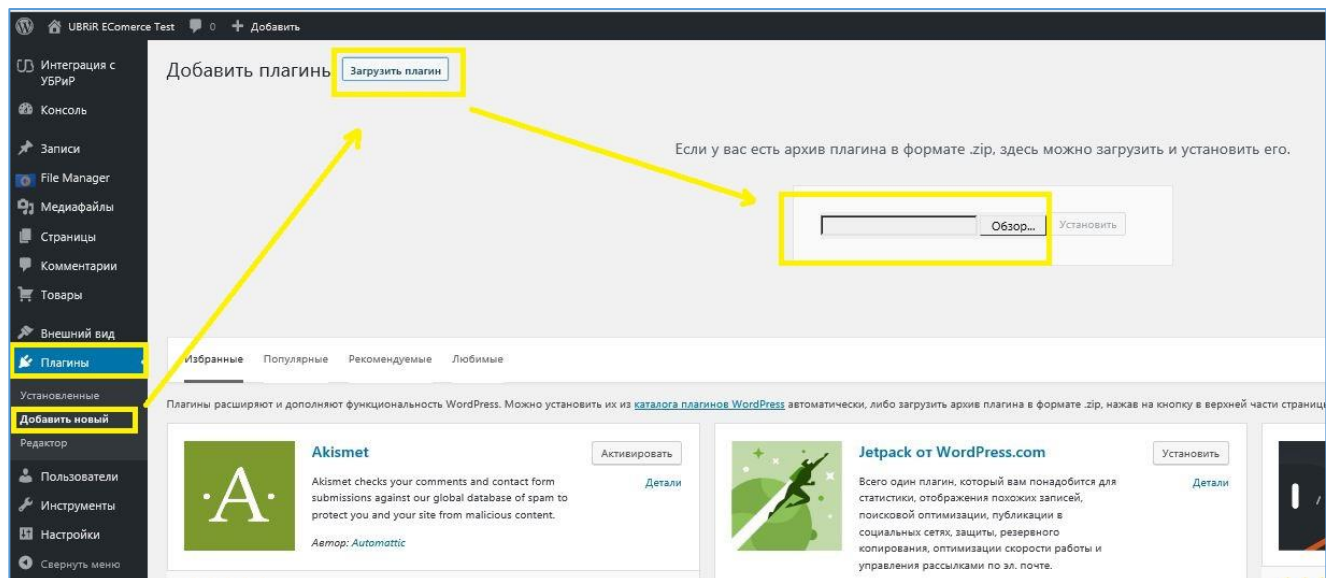 UBRiR EComerce Test 0 Добавить
Интеграция с
УБРиР
Консоль
Записи
File Manager
Медиафайлы
Страницы
Комментарии
Товары
Внешний вид
Плагины
Установленные
Добавить новый
Редактор
Пользователи
Инструменты
Настройки
Свернуть меню
Добавить плагины Загрузить плагин
Если у вас есть архив плагина в формате .zip, здесь можно загрузить и установить его.
Обзор... Установить
Избранные Популярные Рекомендуемые Любимые
Плагины расширяют и дополняют функциональность WordPress. Можно установить их из каталога плагинов WordPress автоматически, либо загрузить архив плагина в формате .zip, нажав на кнопку в верхней части страницы
Akismet
Активировать
Akismet checks your comments and contact form
Детали
submissions against our global database of spam to
protect you and your site from malicious content.
Автор: Automattic
Jetpack от WordPress.com
Установить
Всего один плагин, который вам понадобится для
Детали
статистики, отображения похожих записей,
поисковой оптимизации, публикации в
социальных сетях, защиты, резервного
копирования, оптимизации скорости работы и
управления рассылками по эл. почте.